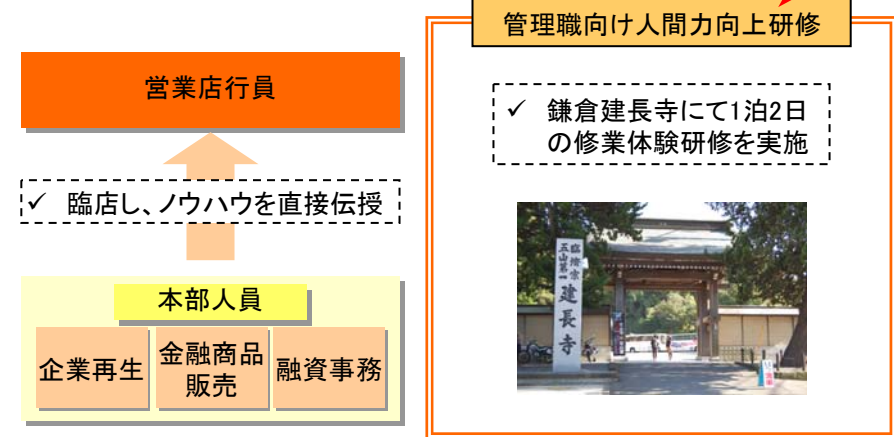 営業店行員
✓ 臨店し、ノウハウを直接伝授
本部人員
企業再生
金融商品
販売
融資事務
管理職向け人間力向上研修
✓ 鎌倉建長寺にて1泊2日
の修業体験研修を実施
臨済宗
五山第一
建長寺